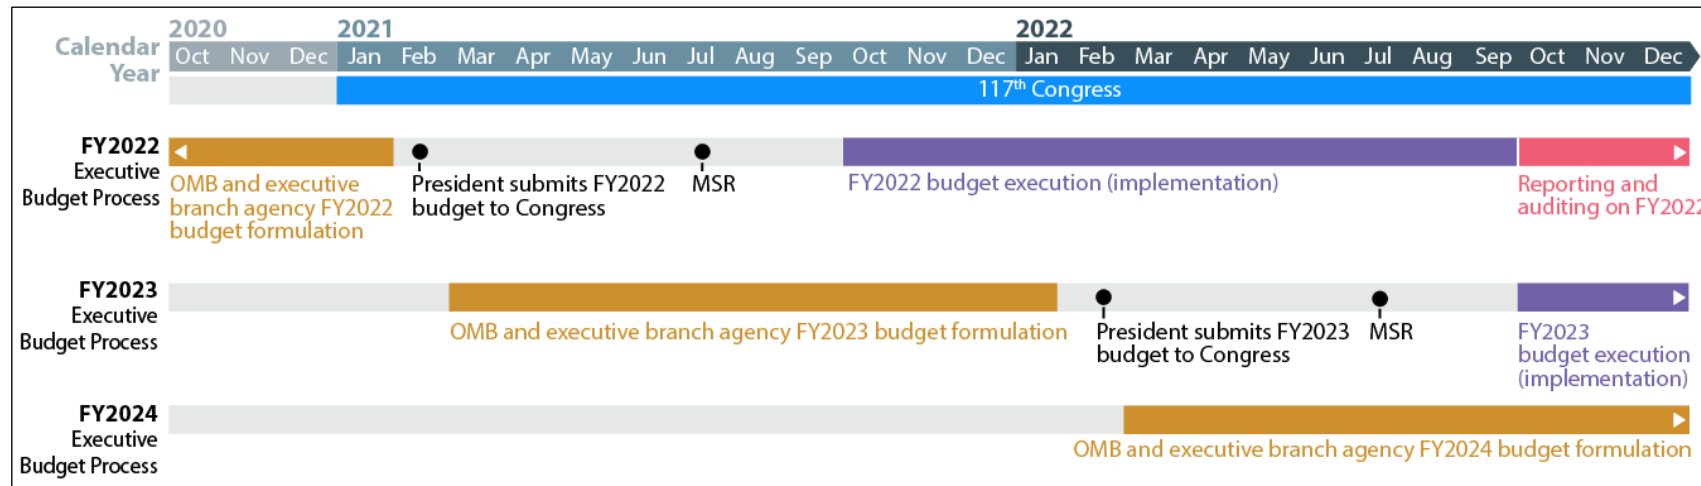 2020 2021 2022
Calendar Year
Oct Nov Dec Jan Feb Mar Apr May Jun Jul Aug Sep Oct Nov Dec Jan Feb Mar Apr May Jun Jul Aug Sep Oct Nov Dec
117th Congress
FY2022
Executive
Budget Process
OMB and executive
branch agency FY2022
budget formulation
President submits FY2022
budget to Congress
MSR
FY2022 budget execution (implementation)
Reporting and
auditing on FY2022
FY2023
Executive
Budget Process
OMB and executive branch agency FY2023 budget formulation
President submits FY2023
budget to Congress
MSR
FY2023
budget execution
(implementation)
FY2024
Executive
Budget Process
OMB and executive branch agency FY2024 budget formulation